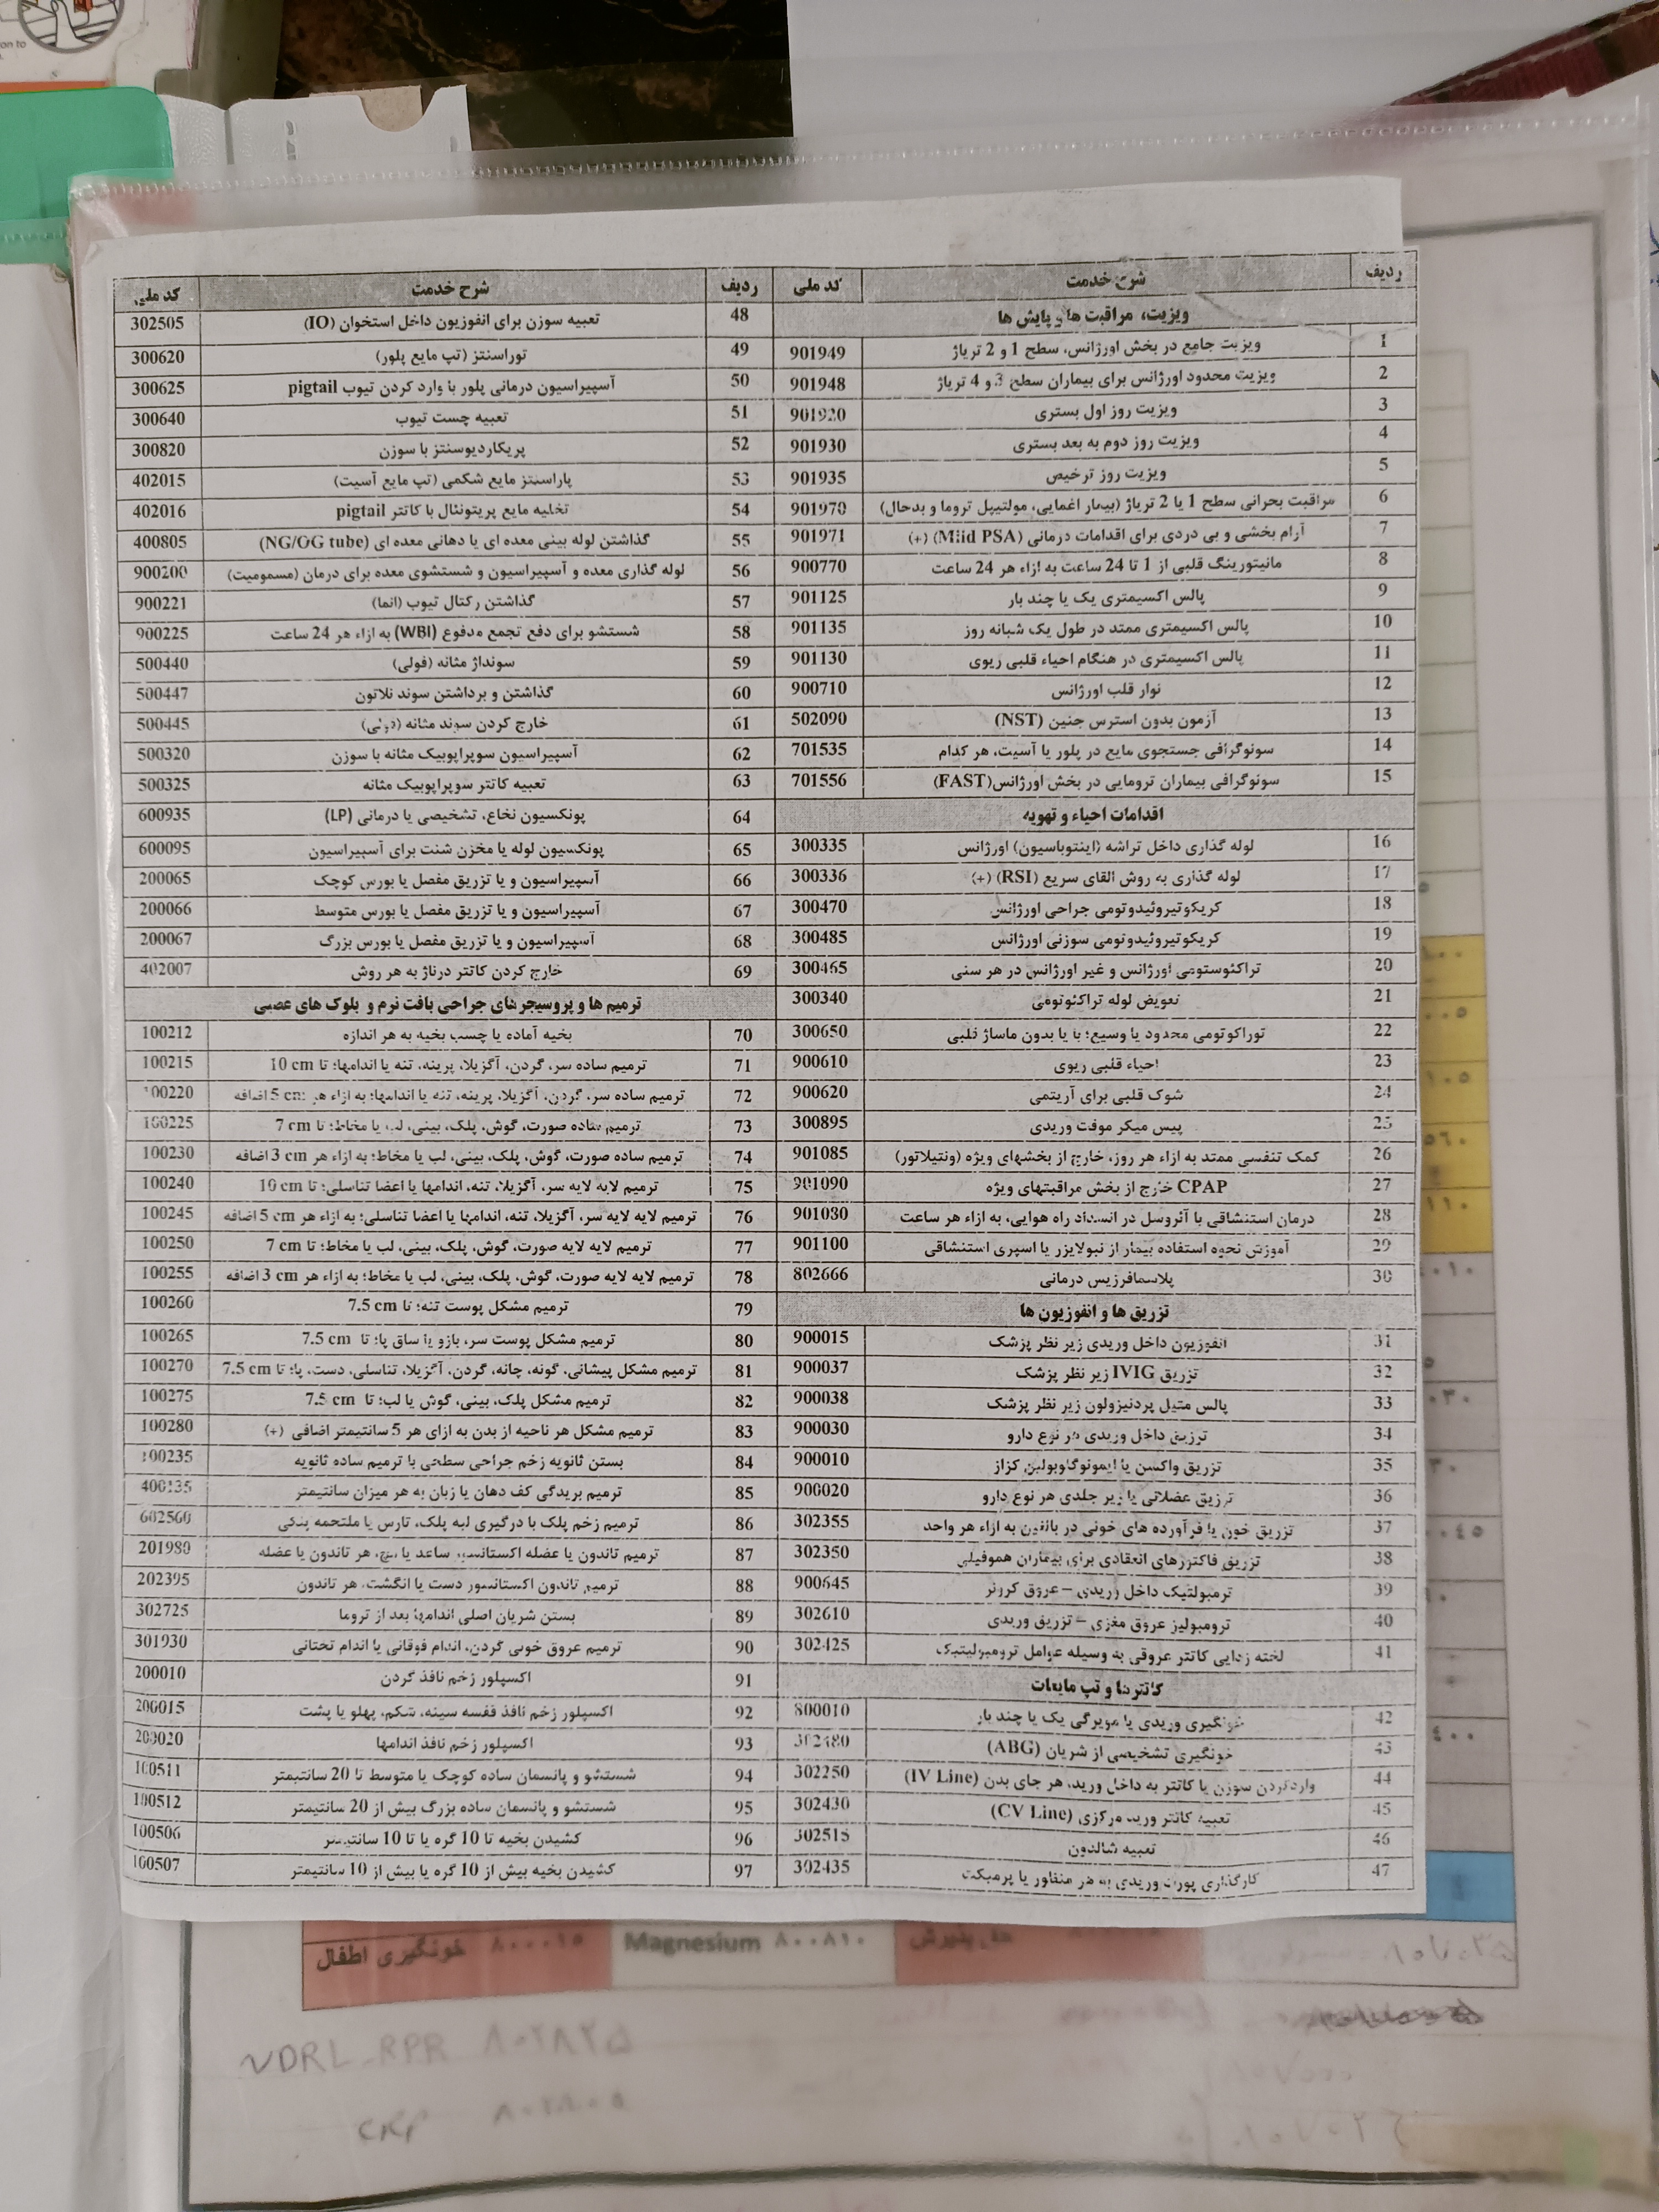 ردیف شرح خدمت کد ملی
ویزیت، مراقبت ها و پایش ها
1 ویزیت جامع در بخش اورژانس، سطح 1 و 2 تریاژ 901949
2 ویزیت محدود اورژانس برای بیماران سطح 3 و 4 تریاژ 901948
3 ویزیت روز اول بستری 901920
4 ویزیت روز دوم به بعد بستری 901930
5 ویزیت روز ترخیص 901935
6 مراقبت بحرانی سطح 1 یا 2 تریاژ (بیمار اغمایی، مولتیپل تروما و بدحال) 901970
7 آرام بخشی و بی دردی برای اقدامات درمانی (Miid PSA) (+) 901971
8 مانیتورینگ قلبی از 1 تا 24 ساعت به ازاء هر 24 ساعت 900770
9 پالس اکسیمتری یک یا چند بار 901125
10 پالس اکسیمتری ممتد در طول یک شبانه روز 901135
11 پالس اکسیمتری در هنگام احیاء قلبی ریوی 901130
12 نوار قلب اورژانس 900710
13 آزمون بدون استرس جنین (NST) 502090
14 سونوگرافی جستجوی مایع در پلور یا آسیت، هر کدام 701535
15 سونوگرافی بیماران ترومایی در بخش اورژانس(FAST) 701556
اقدامات احیاء و تهویه
16 لوله گذاری داخل تراشه (اینتوباسیون) اورژانس 300335
17 لوله گذاری به روش القای سریع (RSI) (+) 300336
18 کریکوتیروئیدوتومی جراحی اورژانس 300470
19 کریکوتیروئیدوتومی سوزنی اورژانس 300485
20 تراکئوستومی اورژانس و غیر اورژانس در هر سنی 300465
21 تعویض لوله تراکئوتومی 300340
22 توراکوتومی محدود یا وسیع؛ با یا بدون ماساژ قلبی 300650
23 احیاء قلبی ریوی 900610
24 شوک قلبی برای آریتمی 900620
25 پیس میکر موقت وریدی 300895
26 کمک تنفسی ممتد به ازاء هر روز، خارج از بخشهای ویژه (ونتیلاتور) 901085
27 CPAP خارج از بخش مراقبتهای ویژه 901090
28 درمان استنشاقی با آئروسل در انسداد راه هوایی، به ازاء هر ساعت 901080
29 آموزش نحوه استفاده بیمار از نبولایزر یا اسپری استنشاقی 901100
30 پلاسمافرزیس درمانی 802666
تزریق ها و انفوزیون ها
31 انفوزیون داخل وریدی زیر نظر پزشک 900015
32 تزریق IVIG زیر نظر پزشک 900037
33 پالس متیل پردنیزولون زیر نظر پزشک 900038
34 تزریق داخل وریدی هر نوع دارو 900030
35 تزریق واکسن یا ایمونوگلوبولین کزاز 900010
36 تزریق عضلانی یا زیر جلدی هر نوع دارو 900020
37 تزریق خون یا فرآورده های خونی در بالغین به ازاء هر واحد 302355
38 تزریق فاکتورهای انعقادی برای بیماران هموفیلی 302350
39 ترمبولتیک داخل وریدی – عروق کرونر 900645
40 ترومبولیز عروق مغزی – تزریق وریدی 302610
41 لخته زدایی کاتتر عروقی به وسیله عوامل ترومبولیتیک 302425
کاتترها و تپ مایعات
42 خونگیری وریدی یا مویرگی یک یا چند بار 800010
43 خونگیری تشخیصی از شریان (ABG) 302480
44 واردکردن سوزن یا کاتتر به داخل ورید، هر جای بدن (IV Line) 302250
45 تعبیه کاتتر ورید مرکزی (CV Line) 302430
46 تعبیه شالدون 302515
47 کارگذاری پورت وریدی به هر منظور یا پرمیکت 302435
ردیف شرح خدمت کد ملی
48 تعبیه سوزن برای انفوزیون داخل استخوان (IO) 302505
49 توراسنتز (تپ مایع پلور) 300620
50 آسپیراسیون درمانی پلور با وارد کردن تیوب pigtail 300625
51 تعبیه چست تیوب 300640
52 پریکاردیوسنتز با سوزن 300820
53 پاراسنتز مایع شکمی (تپ مایع آسیت) 402015
54 تخلیه مایع پریتونئال با کاتتر pigtail 402016
55 گذاشتن لوله بینی معده ای یا دهانی معده ای (NG/OG tube) 400805
56 لوله گذاری معده و آسپیراسیون و شستشوی معده برای درمان (مسمومیت) 900200
57 گذاشتن رکتال تیوب (انما) 900221
58 شستشو برای دفع تجمع مدفوع (WBI) به ازاء هر 24 ساعت 900225
59 سونداژ مثانه (فولی) 500440
60 گذاشتن و برداشتن سوند نلاتون 500447
61 خارج کردن سوند مثانه (فولی) 500445
62 آسپیراسیون سوپراپوبیک مثانه با سوزن 500320
63 تعبیه کاتتر سوپراپوبیک مثانه 500325
64 پونکسیون نخاع، تشخیصی یا درمانی (LP) 600935
65 پونکسیون لوله یا مخزن شنت برای آسپیراسیون 600095
66 آسپیراسیون و یا تزریق مفصل یا بورس کوچک 200065
67 آسپیراسیون و یا تزریق مفصل یا بورس متوسط 200066
68 آسپیراسیون و یا تزریق مفصل یا بورس بزرگ 200067
69 خارج کردن کاتتر درناژ به هر روش 402007
ترمیم ها و پروسیجرهای جراحی بافت نرم و بلوک های عصبی
70 بخیه آماده یا چسب بخیه به هر اندازه 100212
71 ترمیم ساده سر، گردن، آگزیلا، پرینه، تنه یا اندامها؛ تا 10 cm 100215
72 ترمیم ساده سر، گردن، آگزیلا، پرینه، تنه یا اندامها؛ به ازاء هر 5 cm اضافه 100220
73 ترمیم ساده صورت، گوش، پلک، بینی، لب یا مخاط؛ تا 7 cm 100225
74 ترمیم ساده صورت، گوش، پلک، بینی، لب یا مخاط؛ به ازاء هر 3 cm اضافه 100230
75 ترمیم لایه لایه سر، آگزیلا، تنه، اندامها یا اعضا تناسلی؛ تا 10 cm 100240
76 ترمیم لایه لایه سر، آگزیلا، تنه، اندامها یا اعضا تناسلی؛ به ازاء هر 5 cm اضافه 100245
77 ترمیم لایه لایه صورت، گوش، پلک، بینی، لب یا مخاط؛ تا 7 cm 100250
78 ترمیم لایه لایه صورت، گوش، پلک، بینی، لب یا مخاط؛ به ازاء هر 3 cm اضافه 100255
79 ترمیم مشکل پوست تنه؛ تا 7.5 cm 100260
80 ترمیم مشکل پوست سر، بازو یا ساق پا؛ تا 7.5 cm 100265
81 ترمیم مشکل پیشانی، گونه، چانه، گردن، آگزیلا، تناسلی، دست، پا؛ تا 7.5 cm 100270
82 ترمیم مشکل پلک، بینی، گوش یا لب؛ تا 7.5 cm 100275
83 ترمیم مشکل هر ناحیه از بدن به ازای هر 5 سانتیمتر اضافی (+) 100280
84 بستن ثانویه زخم جراحی سطحی با ترمیم ساده ثانویه 100235
85 ترمیم بریدگی کف دهان یا زبان به هر میزان سانتیمتر 400135
86 ترمیم زخم پلک با درگیری لبه پلک، تارس یا ملتحمه پلکی 602560
87 ترمیم تاندون یا عضله اکستانسور ساعد یا مچ، هر تاندون یا عضله 201980
88 ترمیم تاندون اکستانسور دست یا انگشت، هر تاندون 202395
89 بستن شریان اصلی اندامها بعد از تروما 302725
90 ترمیم عروق خونی گردن، اندام فوقانی یا اندام تحتانی 301930
91 اکسپلور زخم نافذ گردن 200010
92 اکسپلور زخم نافذ قفسه سینه، شکم، پهلو یا پشت 200015
93 اکسپلور زخم نافذ اندامها 200020
94 شستشو و پانسمان ساده کوچک یا متوسط تا 20 سانتیمتر 100511
95 شستشو و پانسمان ساده بزرگ بیش از 20 سانتیمتر 100512
96 کشیدن بخیه تا 10 گره یا تا 10 سانتیمتر 100506
97 کشیدن بخیه بیش از 10 گره یا بیش از 10 سانتیمتر 100507
خونگیری اطفال ۸۰۰۰۱۵ Magnesium ۸۰۰۸۱۰
VDRL_RPR ۸۰۲۸۲۵
CRP